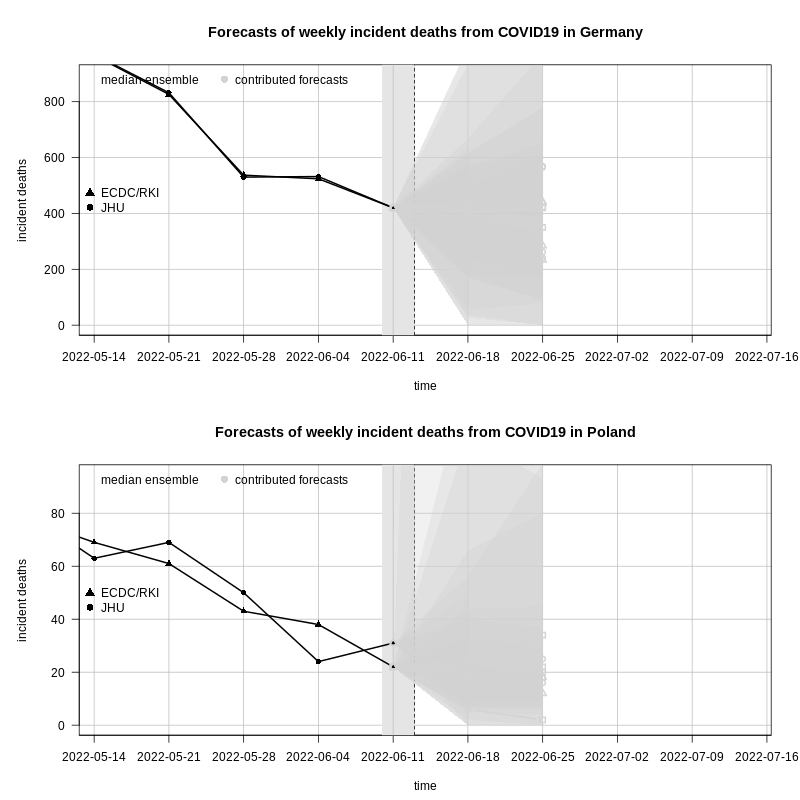 Forecasts of weekly incident deaths from COVID19 in Germany
median ensemble contributed forecasts
800
600
400
200
0
incident deaths
ECDC/RKI
JHU
2022-05-14 2022-05-21 2022-05-28 2022-06-04 2022-06-11 2022-06-18 2022-06-25 2022-07-02 2022-07-09 2022-07-16
time
Forecasts of weekly incident deaths from COVID19 in Poland
median ensemble contributed forecasts
80
60
40
20
0
incident deaths
ECDC/RKI
JHU
2022-05-14 2022-05-21 2022-05-28 2022-06-04 2022-06-11 2022-06-18 2022-06-25 2022-07-02 2022-07-09 2022-07-16
time